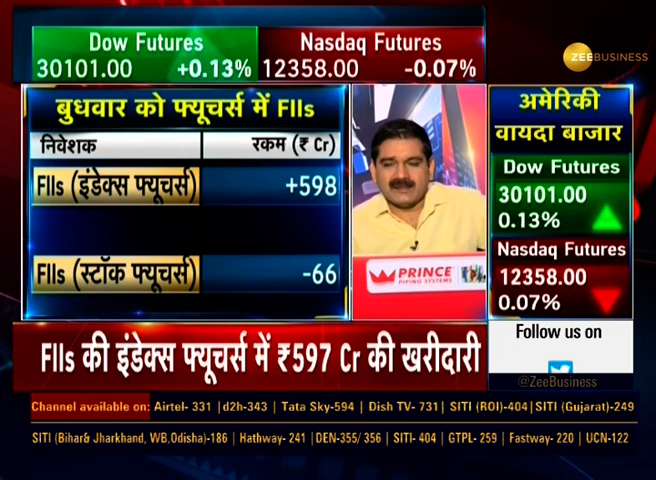 Dow Futures
30101.00 +0.13%
Nasdaq Futures
12358.00 -0.07%
ZEEBUSINESS
बुधवार को फ्यूचर्स में FIIs
निवेशक रकम (₹ Cr)
FIIs (इंडेक्स फ्यूचर्स) +598
FIIs (स्टॉक फ्यूचर्स) -66
PRINCE
PIPING SYSTEMS
अमेरिकी
वायदा बाजार
Dow Futures
30101.00
0.13%
Nasdaq Futures
12358.00
0.07%
FIIs की इंडेक्स फ्यूचर्स में ₹597 Cr की खरीदारी
Follow us on
@ZeeBusiness
Channel available on: Airtel- 331 |d2h-343 | Tata Sky-594 | Dish TV- 731| SITI (ROI)-404|SITI (Gujarat)-249
SITI (Bihar& Jharkhand, WB,Odisha)-186 | Hathway- 241 |DEN-355/ 356 | SITI- 404 | GTPL- 259 | Fastway- 220 | UCN-122